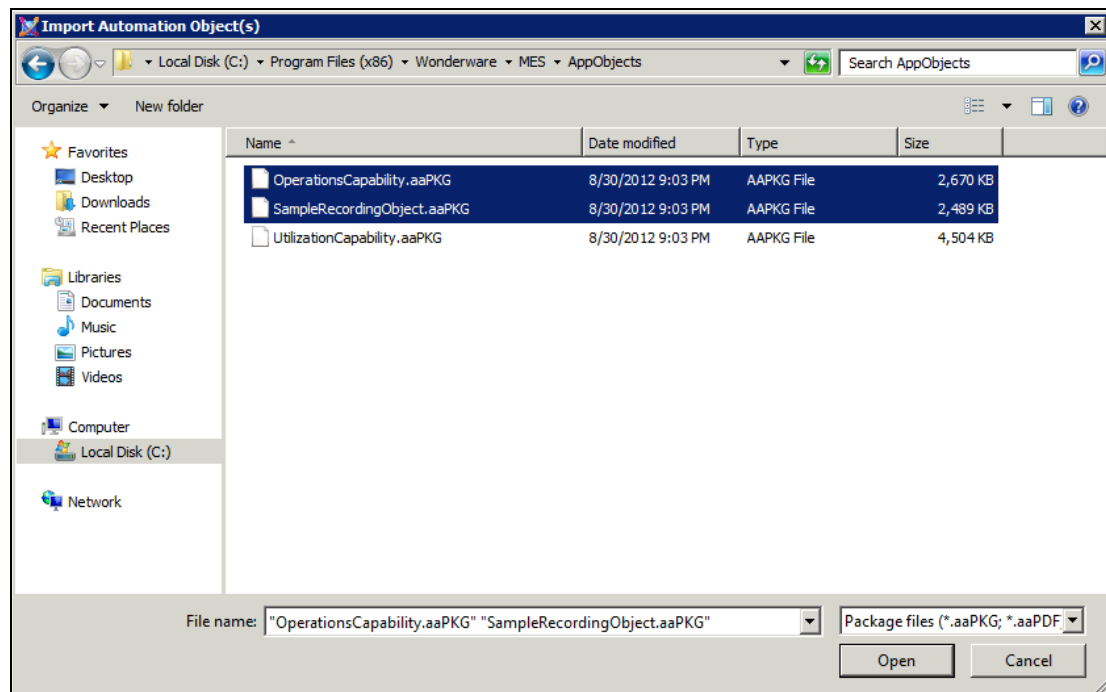 Import Automation Object(s)
Local Disk (C:) Program Files (x86) Wonderware MES AppObjects Search AppObjects
Organize New folder
Name Date modified Type Size
Favorites
Desktop
Downloads
Recent Places
Libraries
Documents
Music
Pictures
Videos
Computer
Local Disk (C:)
Network
OperationsCapability.aaPKG 8/30/2012 9:03 PM AAPKG File 2,670 KB
SampleRecordingObject.aaPKG 8/30/2012 9:03 PM AAPKG File 2,489 KB
UtilizationCapability.aaPKG 8/30/2012 9:03 PM AAPKG File 4,504 KB
File name: "OperationsCapability.aaPKG" "SampleRecordingObject.aaPKG" Package files (*.aaPKG; *.aaPDF
Open Cancel